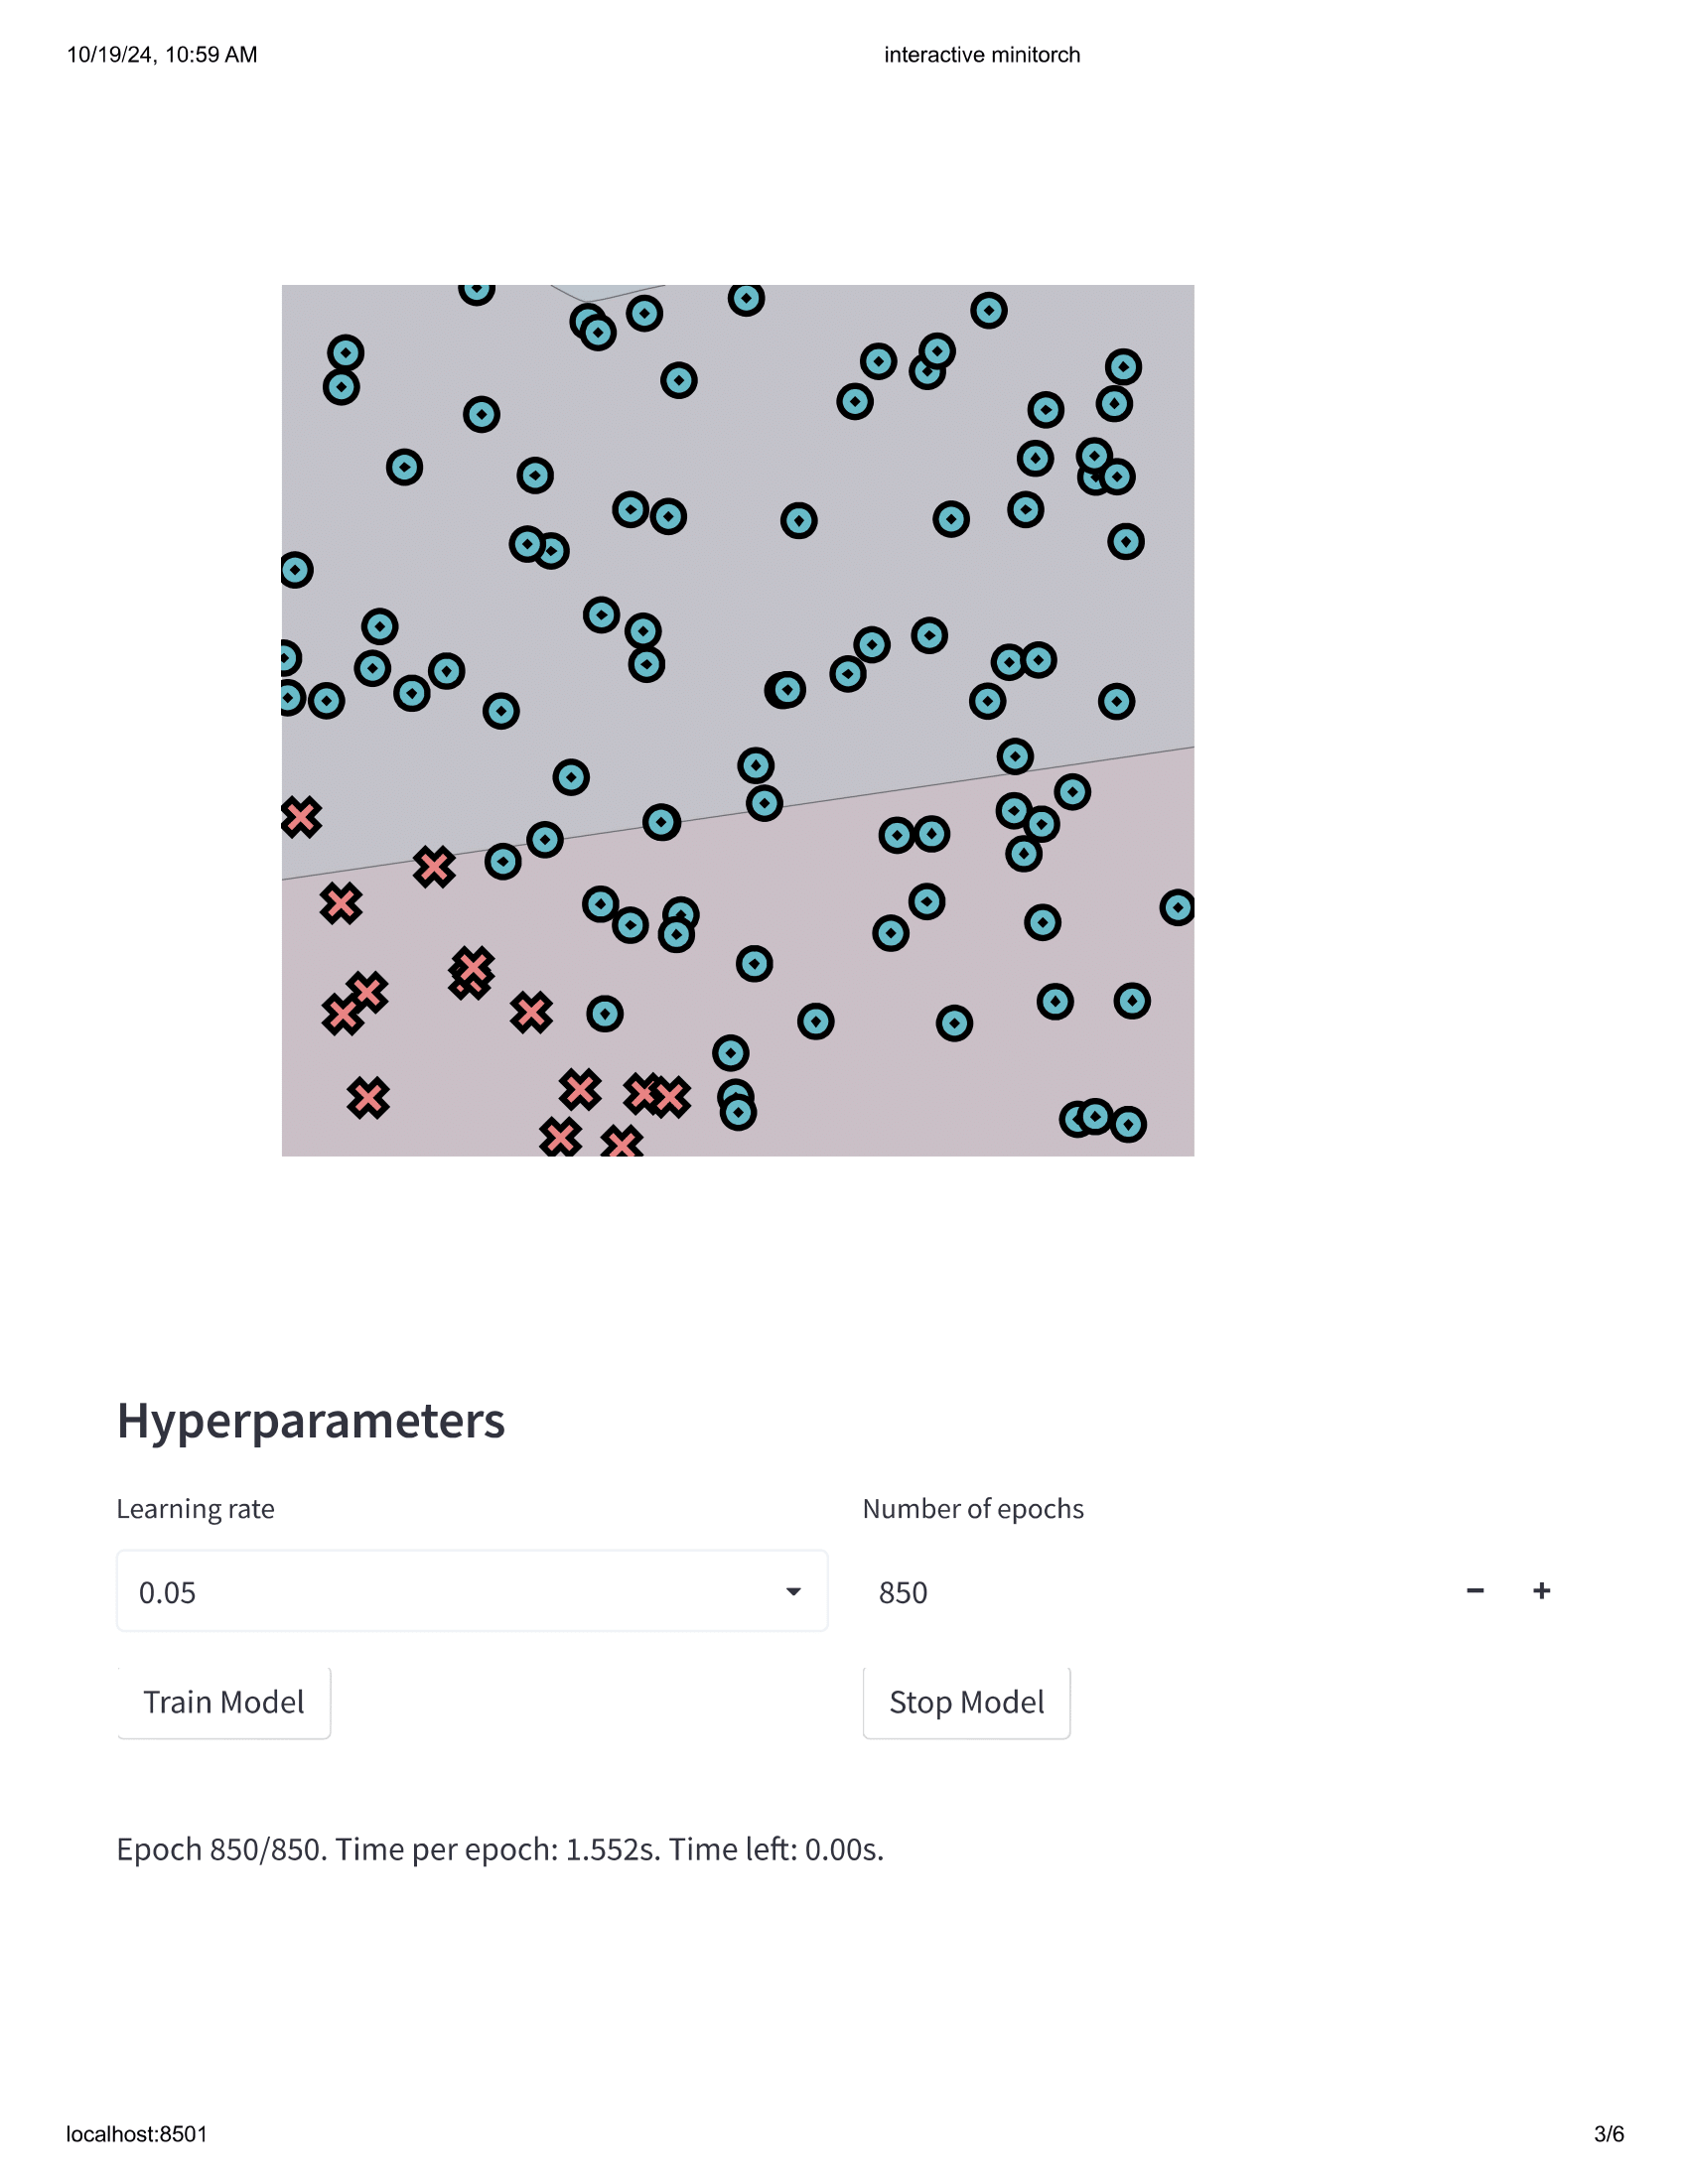 10/19/24, 10:59 AM
interactive minitorch
Hyperparameters
Learning rate
Number of epochs
0.05
850
− +
Train Model
Stop Model
Epoch 850/850. Time per epoch: 1.552s. Time left: 0.00s.
localhost:8501
3/6